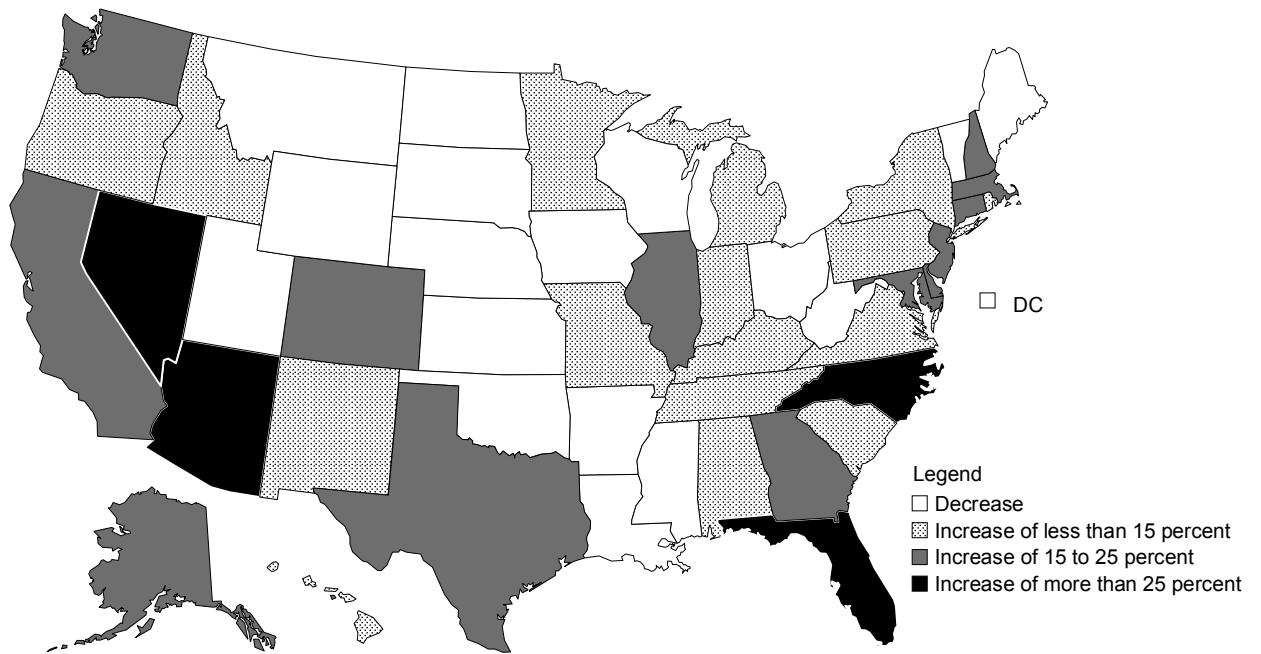 DC
Legend
Decrease
Increase of less than 15 percent
Increase of 15 to 25 percent
Increase of more than 25 percent